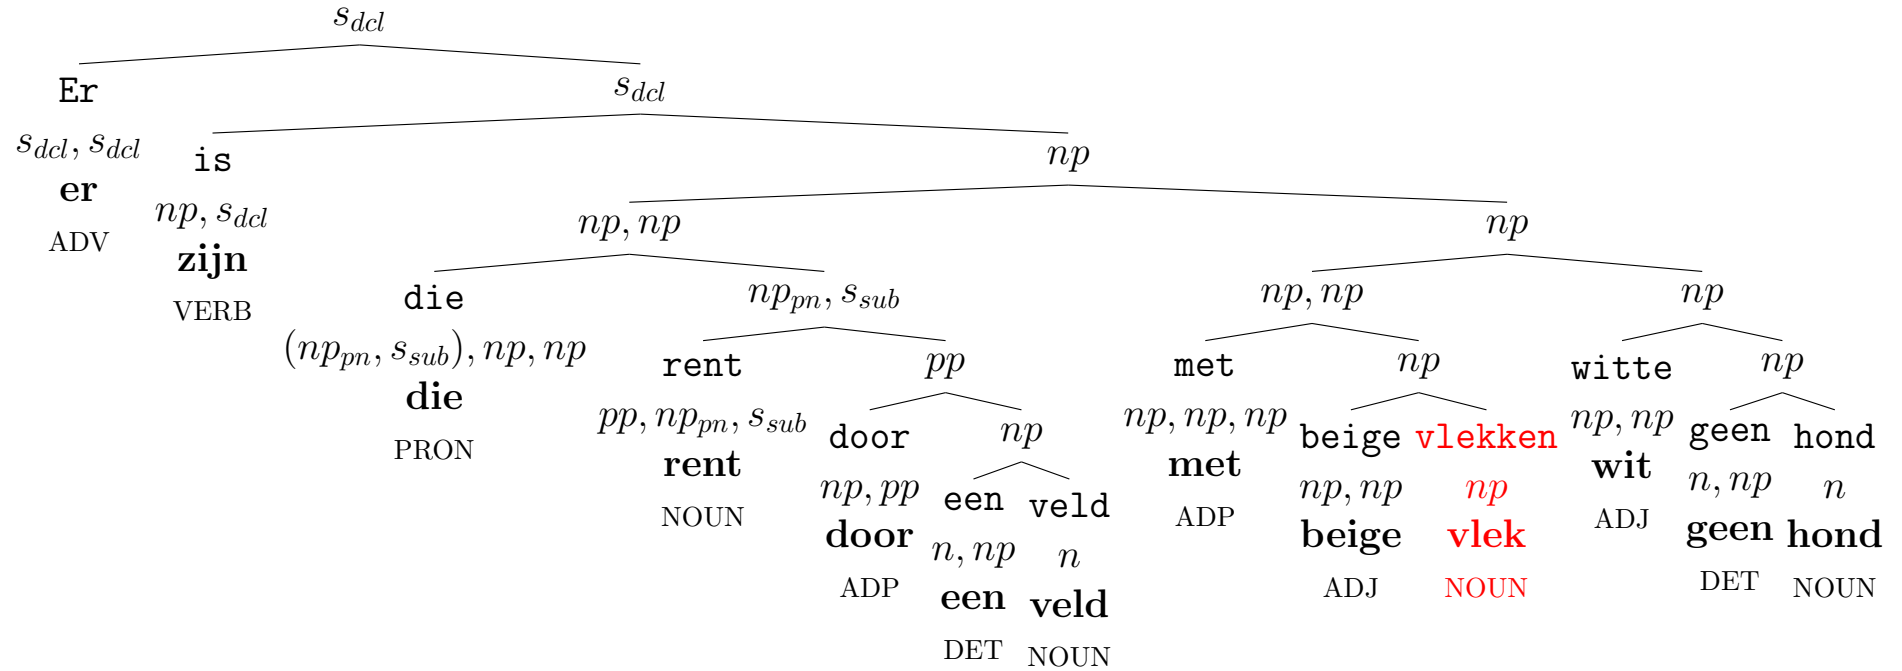 s_dcl
Er s_dcl
s_dcl, s_dcl is np
er np, s_dcl np, np np
ADV zijn die np_pn, s_sub np, np np
VERB (np_pn, s_sub), np, np rent pp met np witte np
die pp, np_pn, s_sub door np np, np, np beige vlekken np, np geen hond
PRON rent np, pp een veld met np, np np wit n, np n
NOUN door n, np n ADP beige vlek ADJ geen hond
ADP een veld ADJ NOUN DET NOUN
DET NOUN